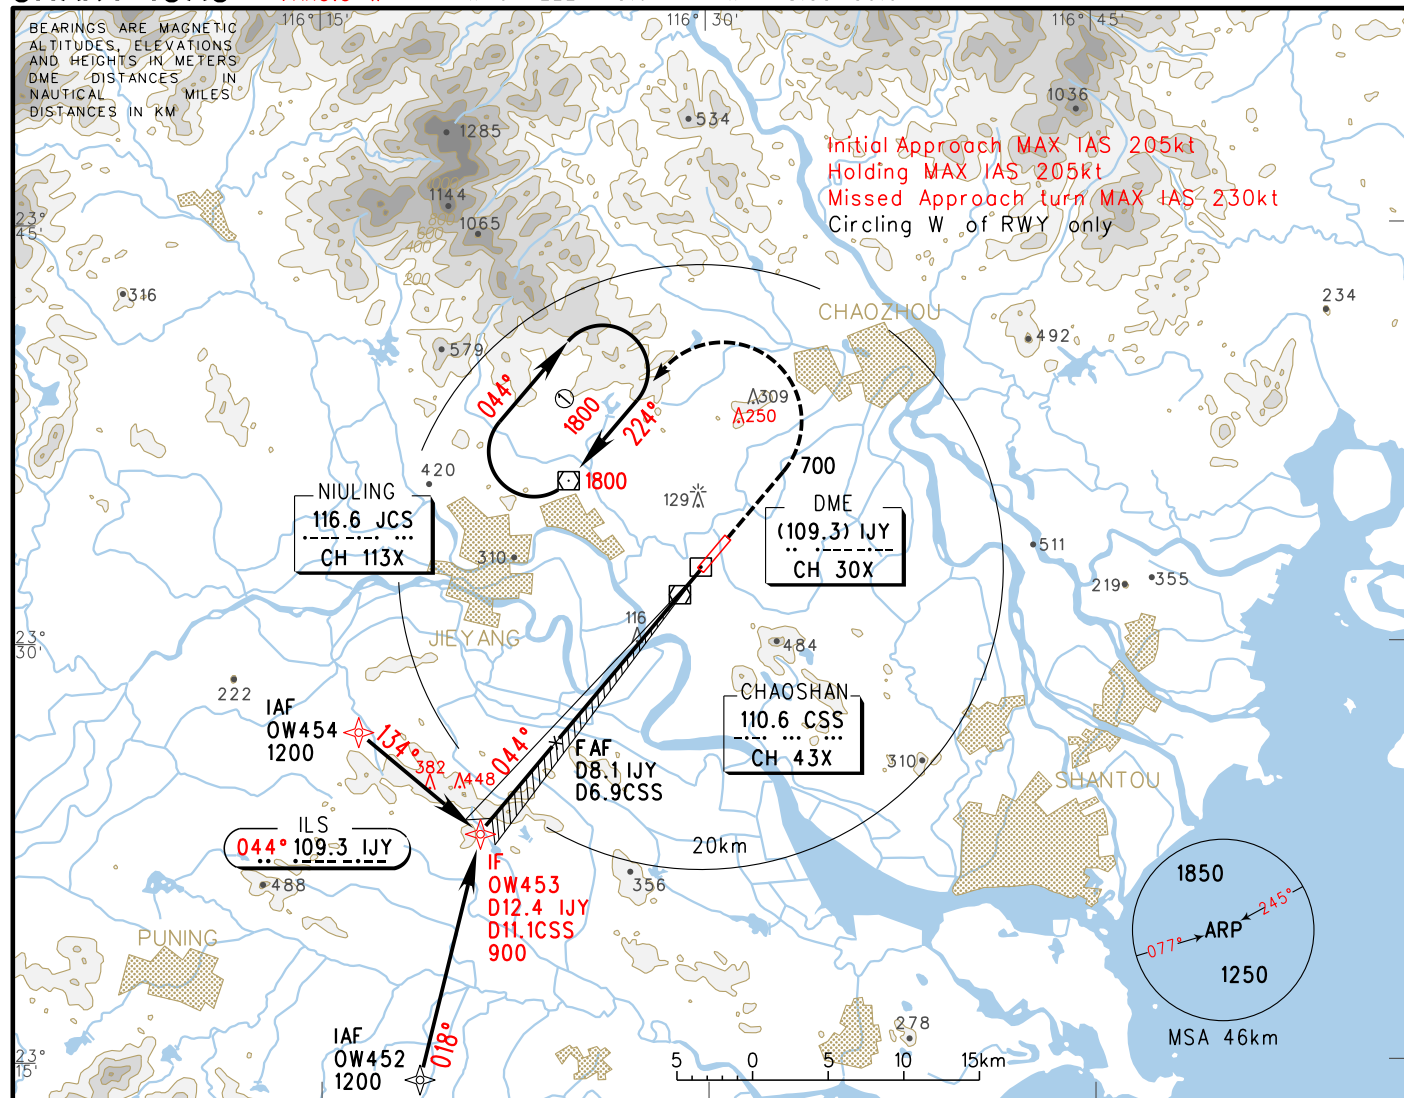 116° 15'
116° 30'
116° 45'
BEARINGS ARE MAGNETIC
ALTITUDES, ELEVATIONS
AND HEIGHTS IN METERS
DME DISTANCES IN
NAUTICAL MILES
DISTANCES IN KM
1285
534
1036
Initial Approach MAX IAS 205kt
Holding MAX IAS 205kt
Missed Approach turn MAX IAS 230kt
Circling W of RWY only
1144
1065
600
400
200
23°
45'
316
234
CHAOZHOU
492
579
044°
1
1800
224°
309
250
420
1800
700
NIULING
116.6 JCS
CH 113X
129
DME
(109.3) IJY
CH 30X
310
511
219
355
116
JIEYANG
23°
30'
484
222
CHAOSHAN
110.6 CSS
CH 43X
IAF
OW454
1200
134°
382
448
044°
FAF
D8.1 IJY
D6.9CSS
310
SHANTOU
ILS
044° 109.3 IJY
20km
IF
OW453
D12.4 IJY
D11.1CSS
900
488
356
PUNING
1850
245°
ARP
077°
1250
MSA 46km
278
IAF
OW452
1200
018°
23°
15'
5 0 5 10 15km